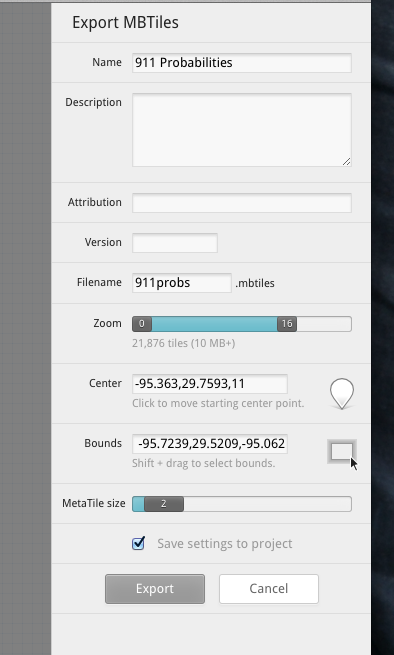 Export MBTiles
Name 911 Probabilities
Description
Attribution
Version
Filename 911probs .mbtiles
Zoom 0 16
21,876 tiles (10 MB+)
Center -95.363,29.7593,11
Click to move starting center point.
Bounds -95.7239,29.5209,-95.062
Shift + drag to select bounds.
MetaTile size 2
Save settings to project
Export Cancel